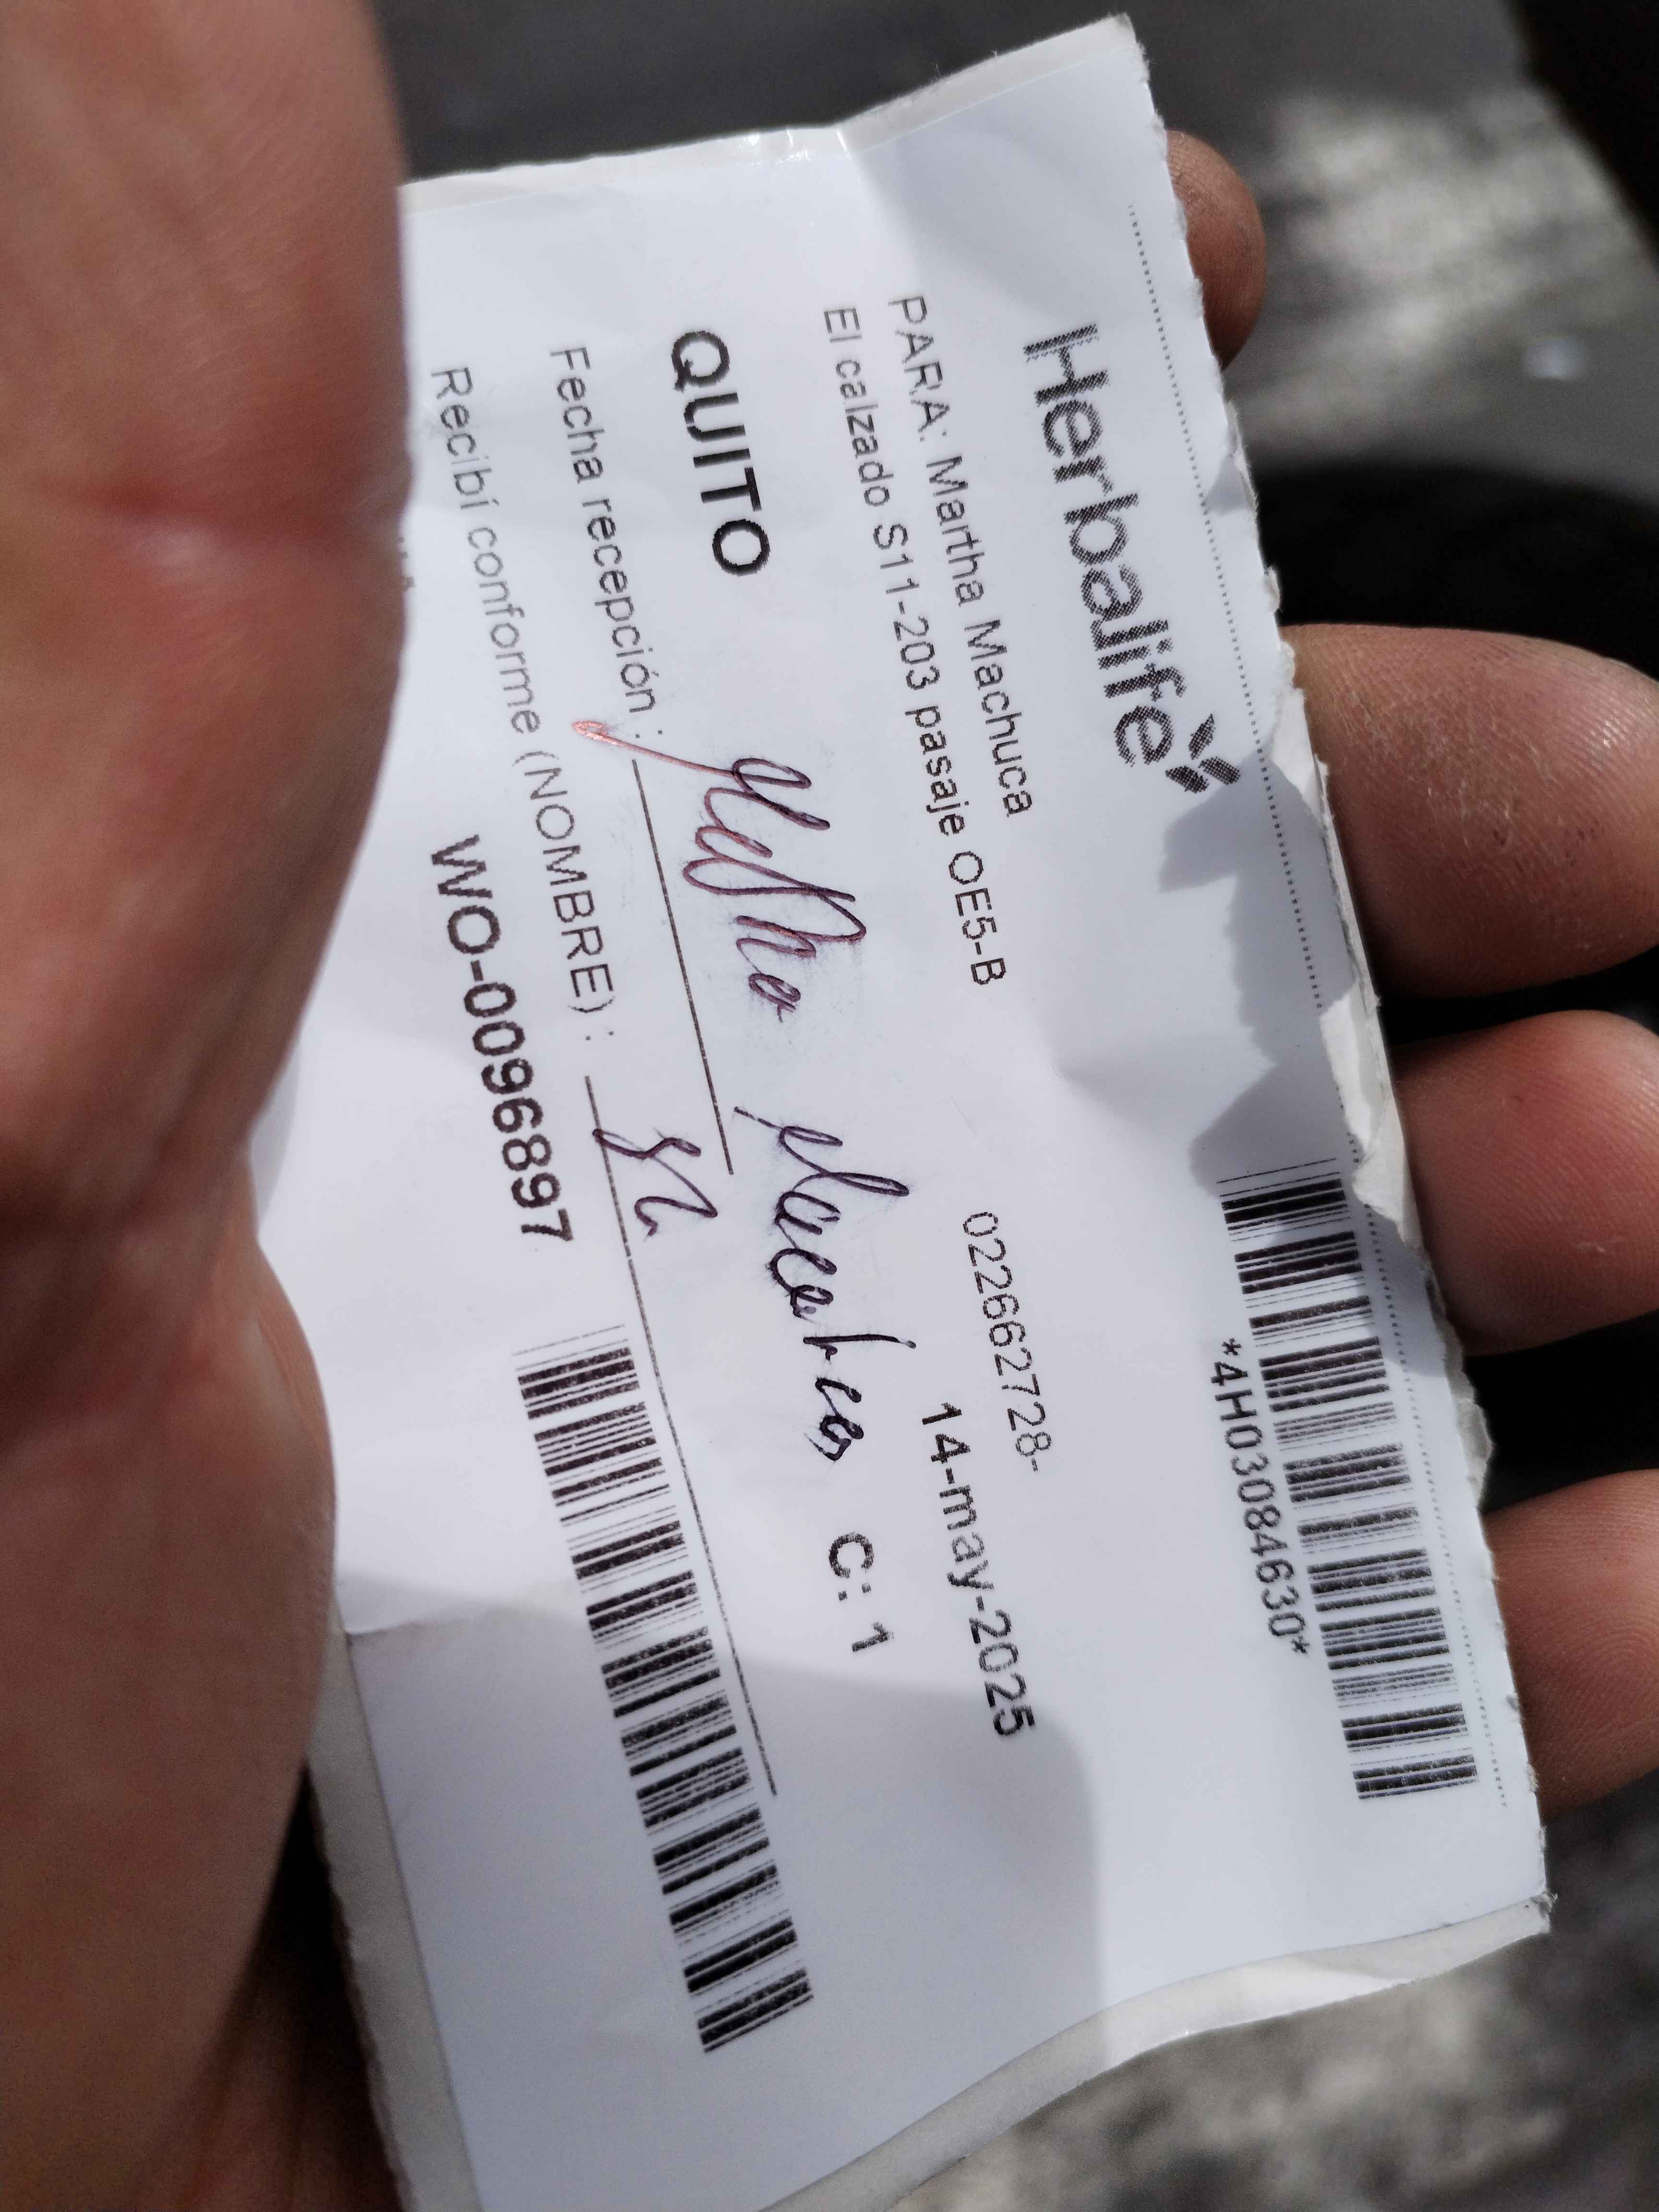 Herbalife
*4H03084630*
PARA: Martha Machuca
022662728-
El calzado S11-203 pasaje OE5-B
14-may-2025
QUITO
C: 1
Fecha recepción :
Recibí conforme (NOMBRE) :
WO-0096897